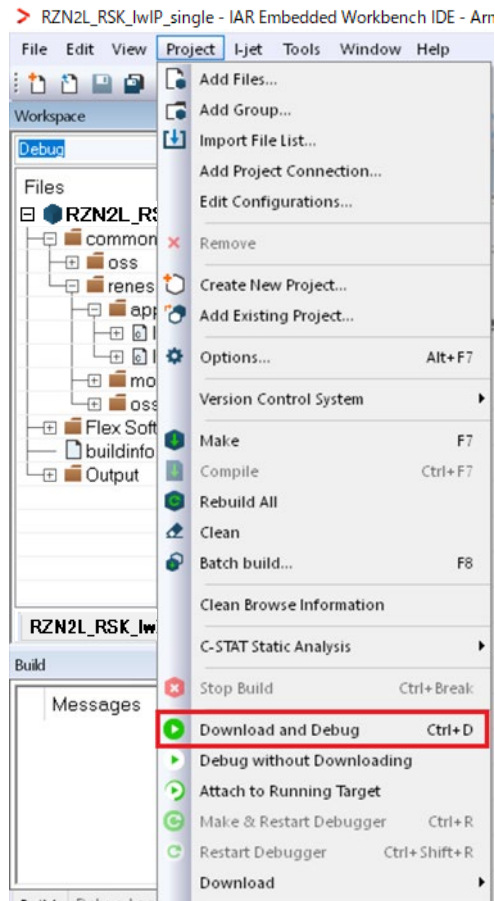 RZN2L_RSK_lwIP_single - IAR Embedded Workbench IDE - Arm
File Edit View Project I-jet Tools Window Help
Workspace
Debug
Files
RZN2L_RS
common
oss
renes
app
mo
oss
Flex Soft
buildinfo
Output
RZN2L_RSK_lw
Build
Messages
Add Files...
Add Group...
Import File List...
Add Project Connection...
Edit Configurations...
Remove
Create New Project...
Add Existing Project...
Options... Alt+F7
Version Control System
Make F7
Compile Ctrl+F7
Rebuild All
Clean
Batch build... F8
Clean Browse Information
C-STAT Static Analysis
Stop Build Ctrl+Break
Download and Debug Ctrl+D
Debug without Downloading
Attach to Running Target
Make & Restart Debugger Ctrl+R
Restart Debugger Ctrl+Shift+R
Download